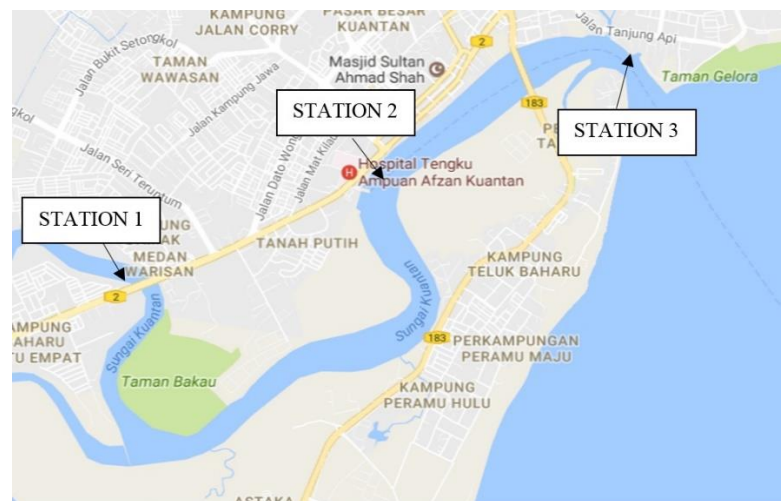 KAMPUNG
JALAN CORRY
PASAR BESAR
KUANTAN
Jalan Tanjung Api
Jalan Bukit Setongkol
TAMAN
WAWASAN
Masjid Sultan
Ahmad Shah
2
Taman Gelora
Jalan Kampung Jawa
183
STATION 2
STATION 3
Jalan Dato Wong
Jalan Mat Kilau
H
Hospital Tengku
Ampuan Afzan Kuantan
Jalan Seri Teruntum
STATION 1
MEDAN
WARISAN
TANAH PUTIH
KAMPUNG
TELUK BAHARU
2
Sungai Kuantan
Sungai Kuantan
AMPUNG
BAHARU
TU EMPAT
183
PERKAMPUNGAN
PERAMU MAJU
Taman Bakau
KAMPUNG
PERAMU HULU
ASTAKA